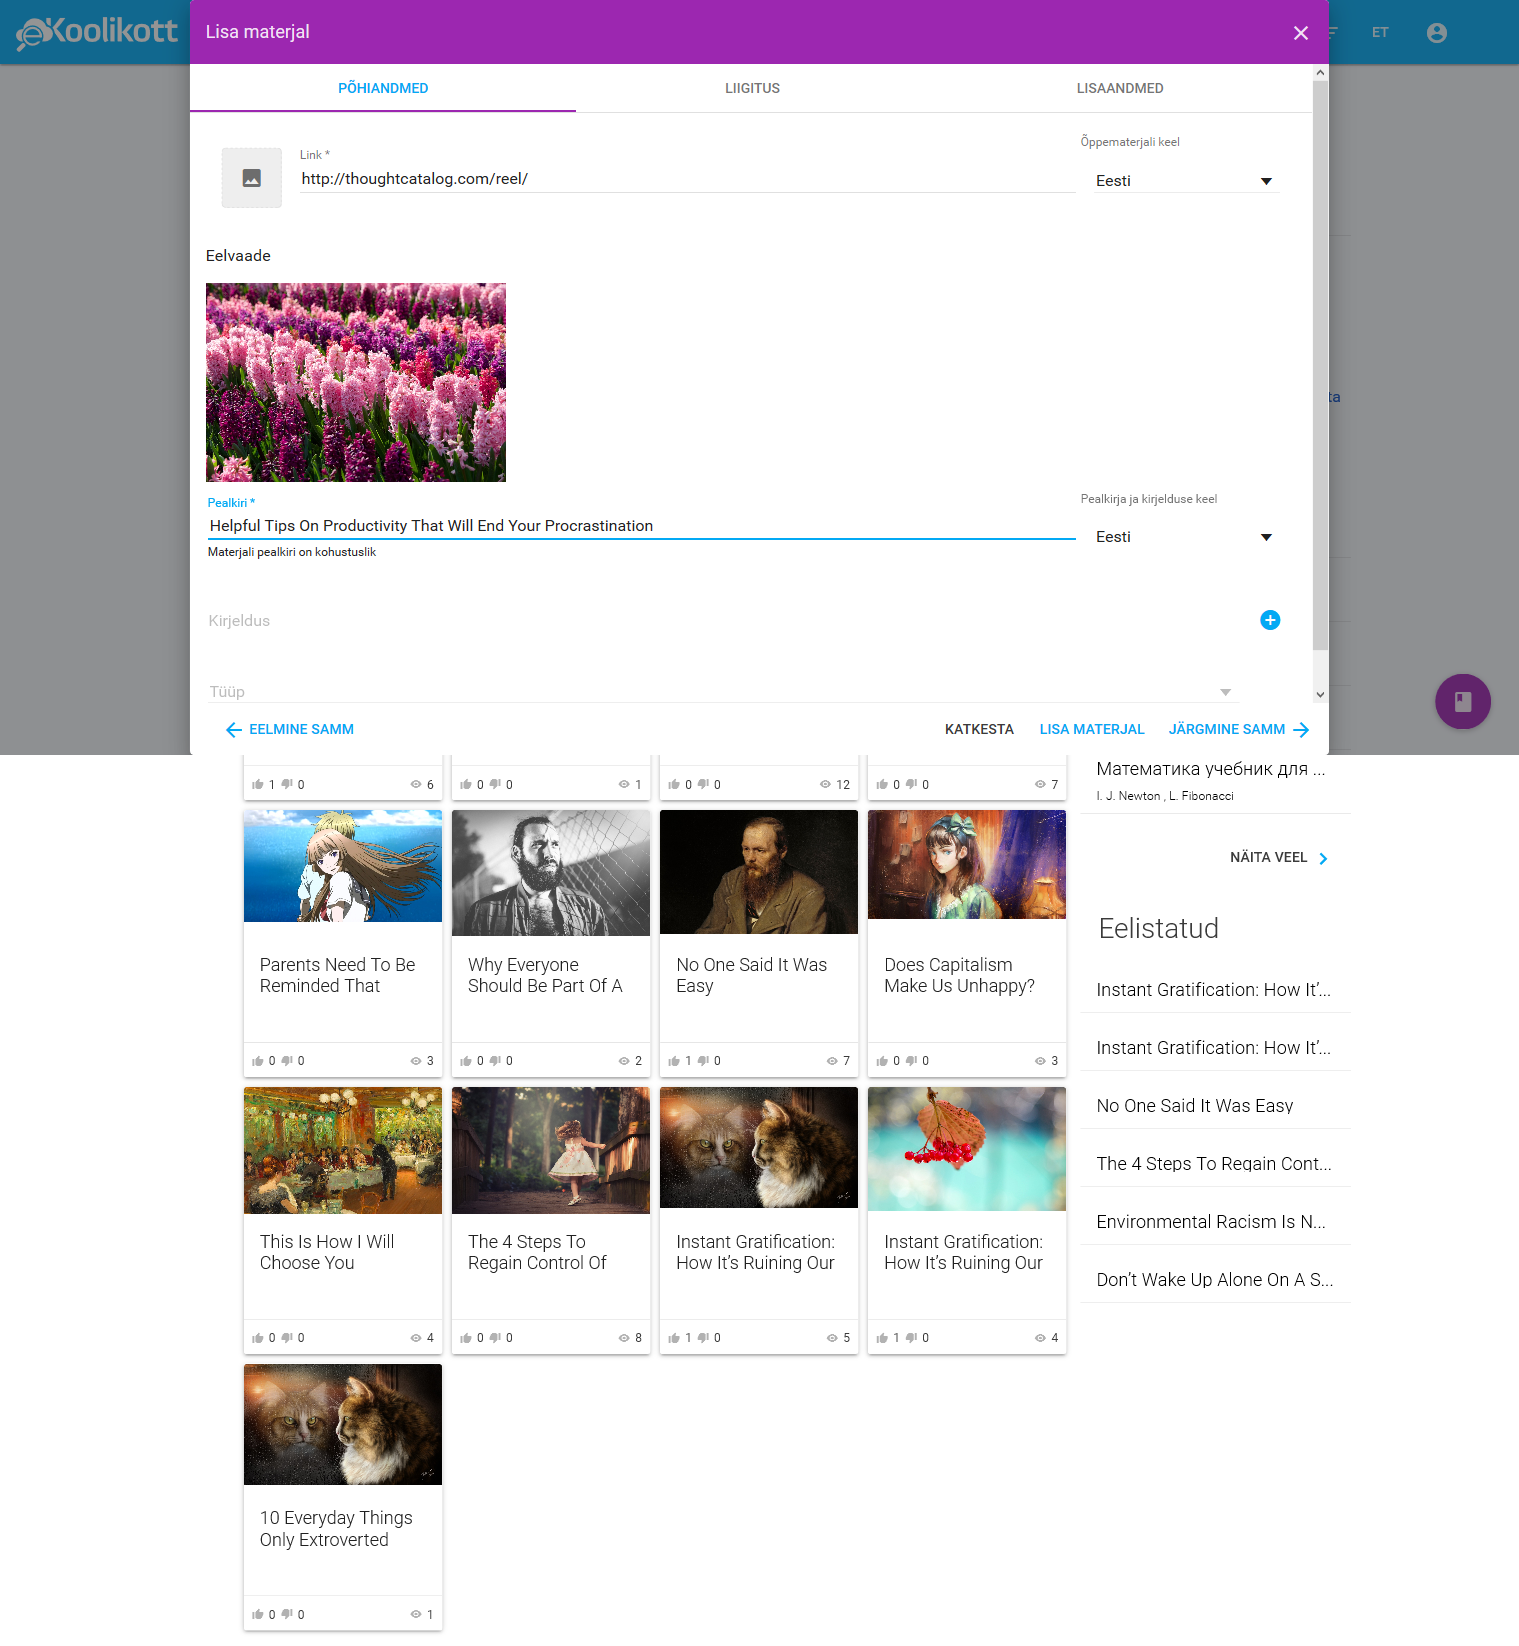 eKoolikott
Lisa materjal
ET
PÕHIANDMED
LIIGITUS
LISAANDMED
Link *
http://thoughtcatalog.com/reel/
Õppematerjali keel
Eesti
Eelvaade
ta
Pealkiri *
Helpful Tips On Productivity That Will End Your Procrastination
Materjali pealkiri on kohustuslik
Pealkirja ja kirjelduse keel
Eesti
Kirjeldus
Tüüp
EELMINE SAMM
KATKESTA
LISA MATERJAL
JÄRGMINE SAMM
1 0 6
0 0 1
0 0 12
0 0 7
Parents Need To Be
Reminded That
0 0 3
Why Everyone
Should Be Part Of A
0 0 2
No One Said It Was
Easy
1 0 7
Does Capitalism
Make Us Unhappy?
0 0 3
This Is How I Will
Choose You
0 0 4
The 4 Steps To
Regain Control Of
0 0 8
Instant Gratification:
How It’s Ruining Our
1 0 5
Instant Gratification:
How It’s Ruining Our
1 0 4
10 Everyday Things
Only Extroverted
0 0 1
Математика учебник для ...
I. J. Newton , L. Fibonacci
NÄITA VEEL
Eelistatud
Instant Gratification: How It’...
Instant Gratification: How It’...
No One Said It Was Easy
The 4 Steps To Regain Cont...
Environmental Racism Is N...
Don’t Wake Up Alone On A S...